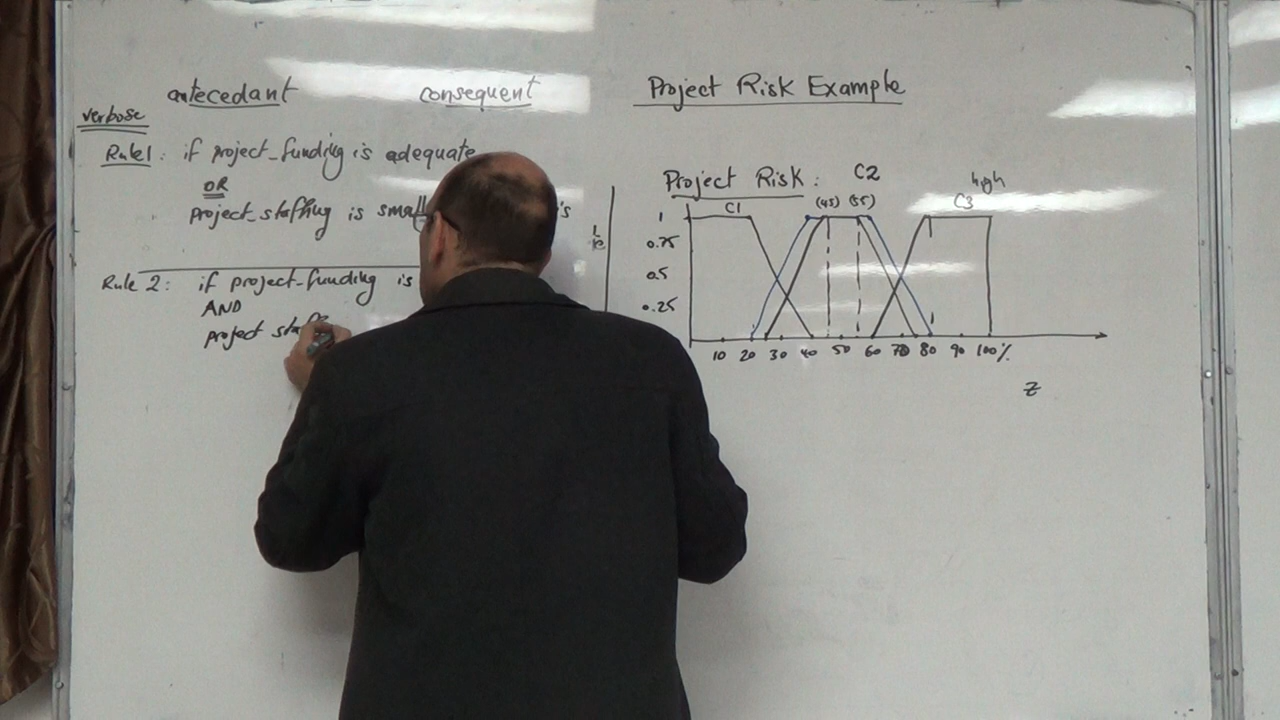 antecedant consequent
verbose
Rule1: if project_funding is adequate
OR
project_staffing is small
Rule 2: if project_funding is
AND
project staff
Project Risk Example
Project Risk: C2
high
C1 (45) (55) C3
1
0.75
0.5
0.25
10 20 30 40 50 60 70 80 90 100%
z